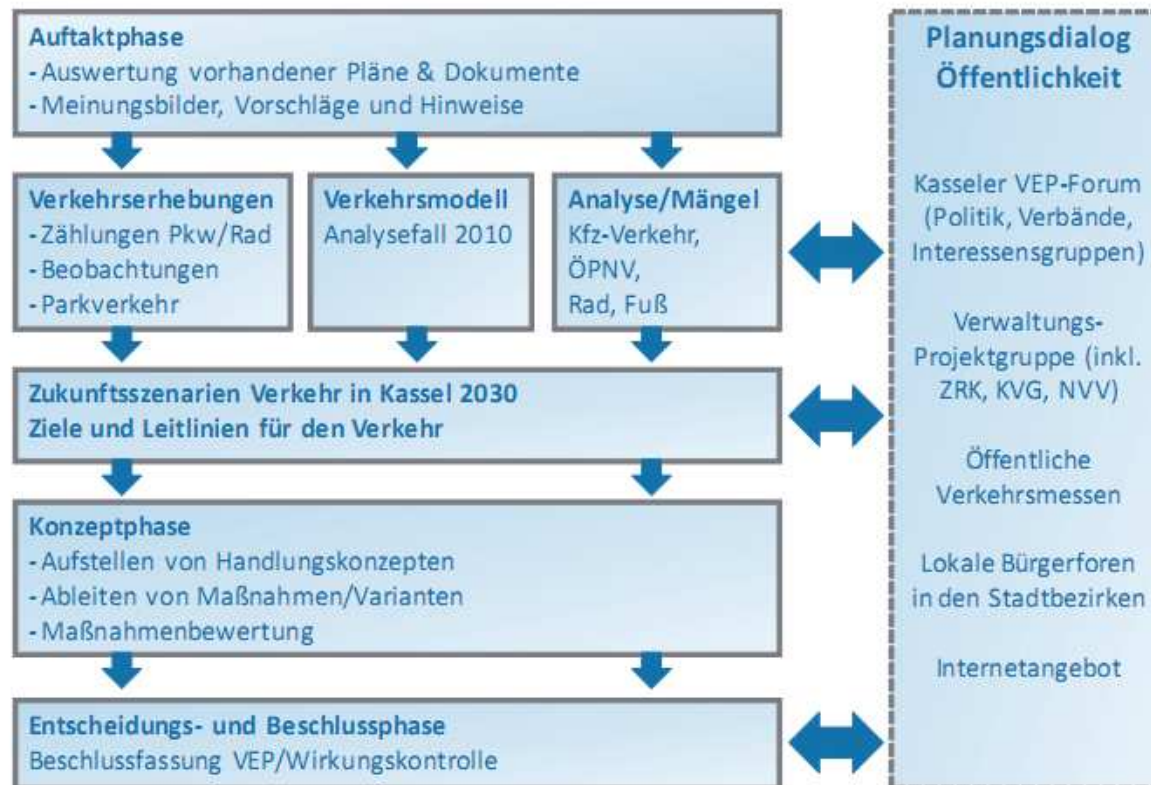 Auftaktphase
- Auswertung vorhandener Pläne & Dokumente
- Meinungsbilder, Vorschläge und Hinweise
Verkehrserhebungen
- Zählungen Pkw/Rad
- Beobachtungen
- Parkverkehr
Verkehrsmodell
Analysefall 2010
Analyse/Mängel
Kfz-Verkehr,
ÖPNV,
Rad, Fuß
Zukunftsszenarien Verkehr in Kassel 2030
Ziele und Leitlinien für den Verkehr
Konzeptphase
- Aufstellen von Handlungskonzepten
- Ableiten von Maßnahmen/Varianten
- Maßnahmenbewertung
Entscheidungs- und Beschlussphase
Beschlussfassung VEP/Wirkungskontrolle
Planungsdialog
Öffentlichkeit
Kasseler VEP-Forum
(Politik, Verbände,
Interessensgruppen)
Verwaltungs-
Projektgruppe (inkl.
ZRK, KVG, NVV)
Öffentliche
Verkehrsmessen
Lokale Bürgerforen
in den Stadtbezirken
Internetangebot